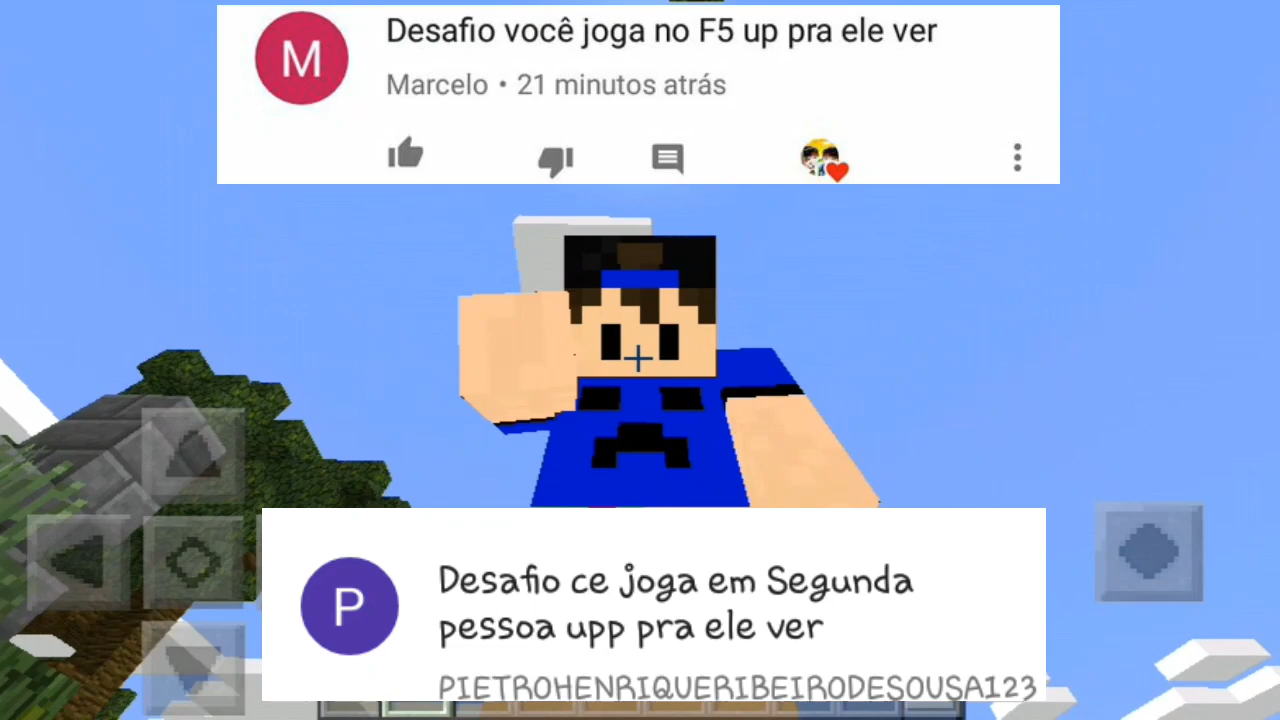 M
Desafio você joga no F5 up pra ele ver
Marcelo • 21 minutos atrás
P
Desafio ce joga em Segunda
pessoa upp pra ele ver
PIETROHENRIQUERIBEIRODESOUSA123